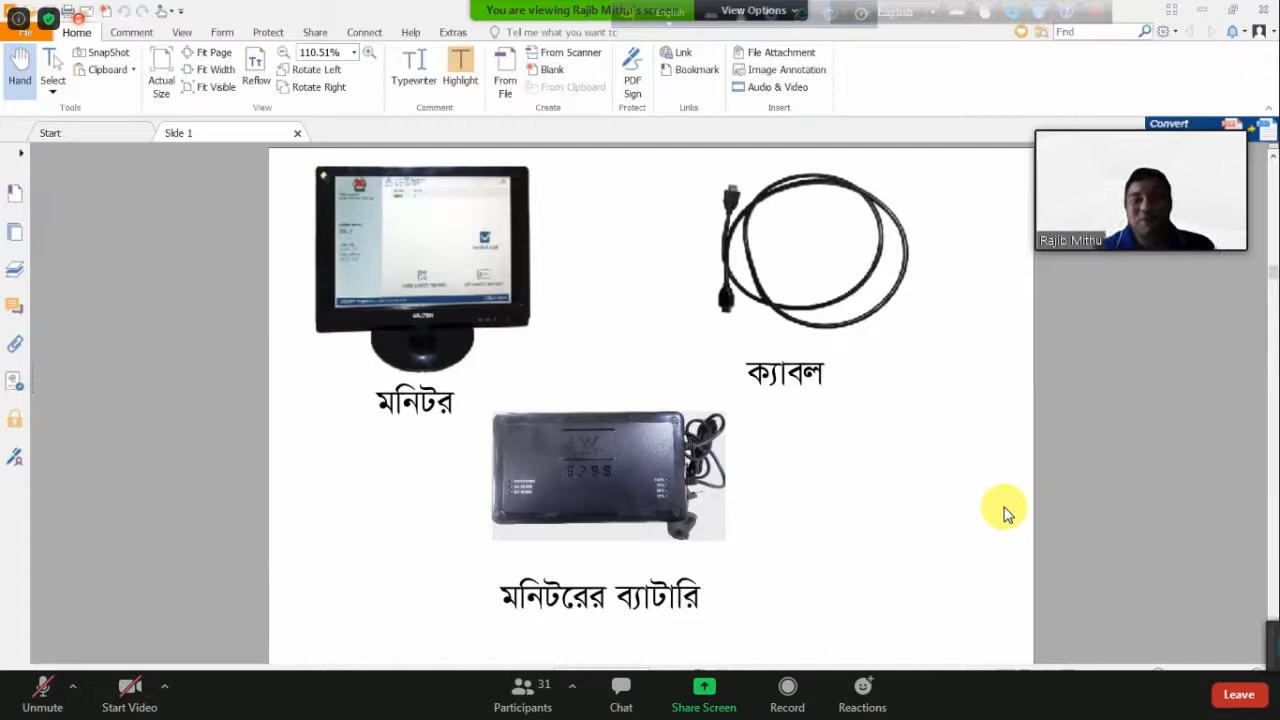 You are viewing Rajib Mithu's screen
English
View Options
English
File
Home
Comment
View
Form
Protect
Share
Connect
Help
Extras
Tell me what you want to
Find
Hand
Select
SnapShot
Clipboard
Tools
Actual Size
Fit Page
Fit Width
Fit Visible
Reflow
110.51%
Rotate Left
Rotate Right
View
Typewriter
Highlight
Comment
From File
From Scanner
Blank
From Clipboard
Create
PDF Sign
Protect
Link
Bookmark
Links
File Attachment
Image Annotation
Audio & Video
Insert
Start
Slide 1
Convert
Rajib Mithu
মনিটর
ক্যাবল
মনিটরের ব্যাটারি
Unmute
Start Video
31
Participants
Chat
Share Screen
Record
Reactions
Leave